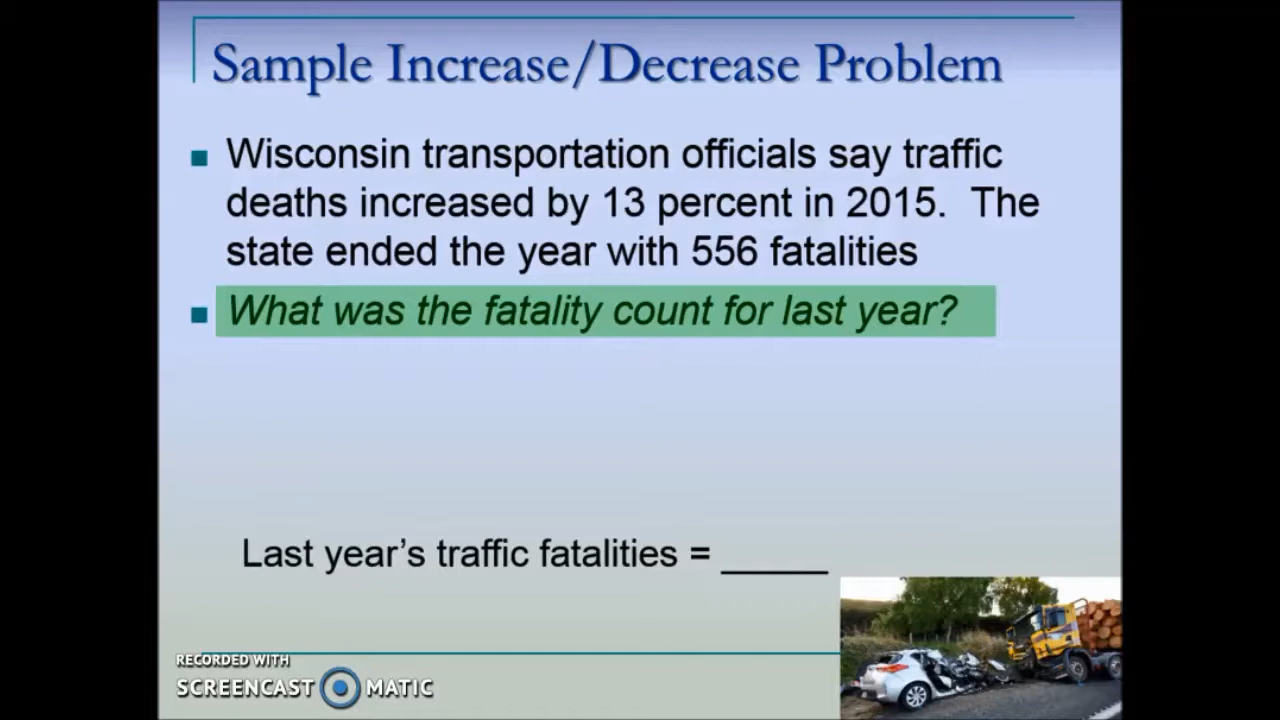 Sample Increase/Decrease Problem
Wisconsin transportation officials say traffic
deaths increased by 13 percent in 2015.  The
state ended the year with 556 fatalities
What was the fatality count for last year?
Last year’s traffic fatalities = _____
RECORDED WITH
SCREENCAST MATIC